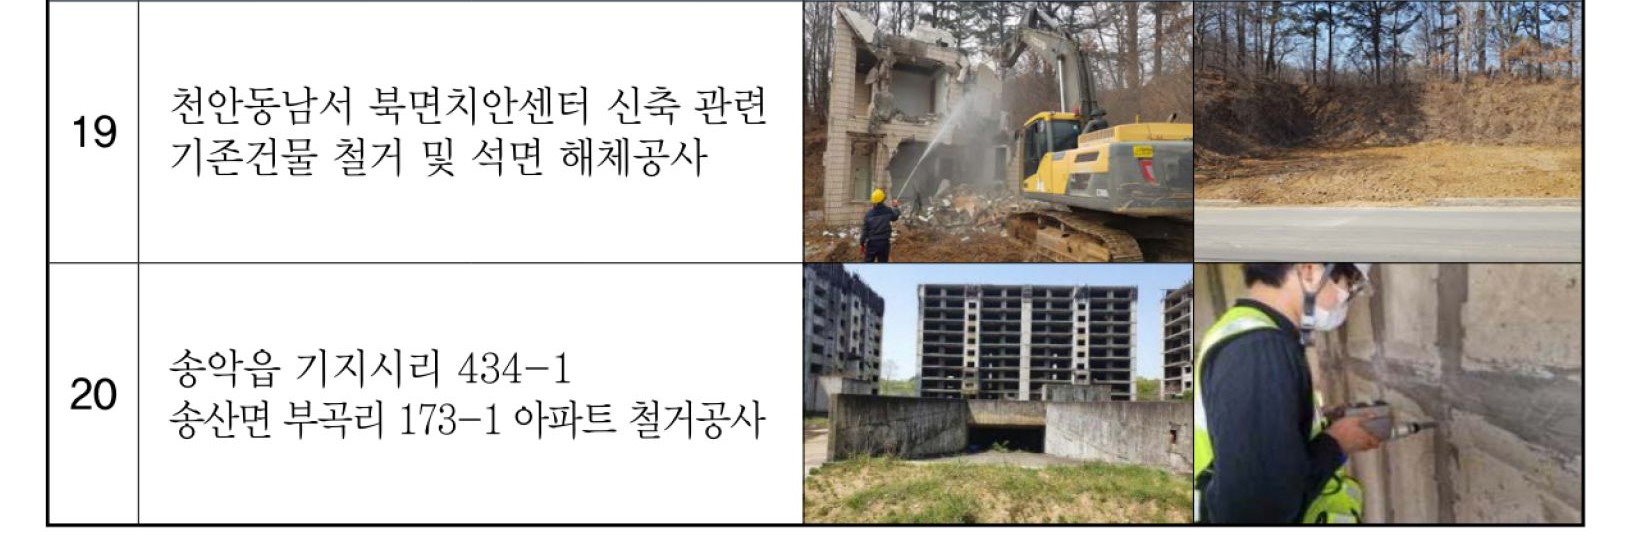 19
천안동남서 북면치안센터 신축 관련
기존건물 철거 및 석면 해체공사
20
송악읍 기지시리 434-1
송산면 부곡리 173-1 아파트 철거공사